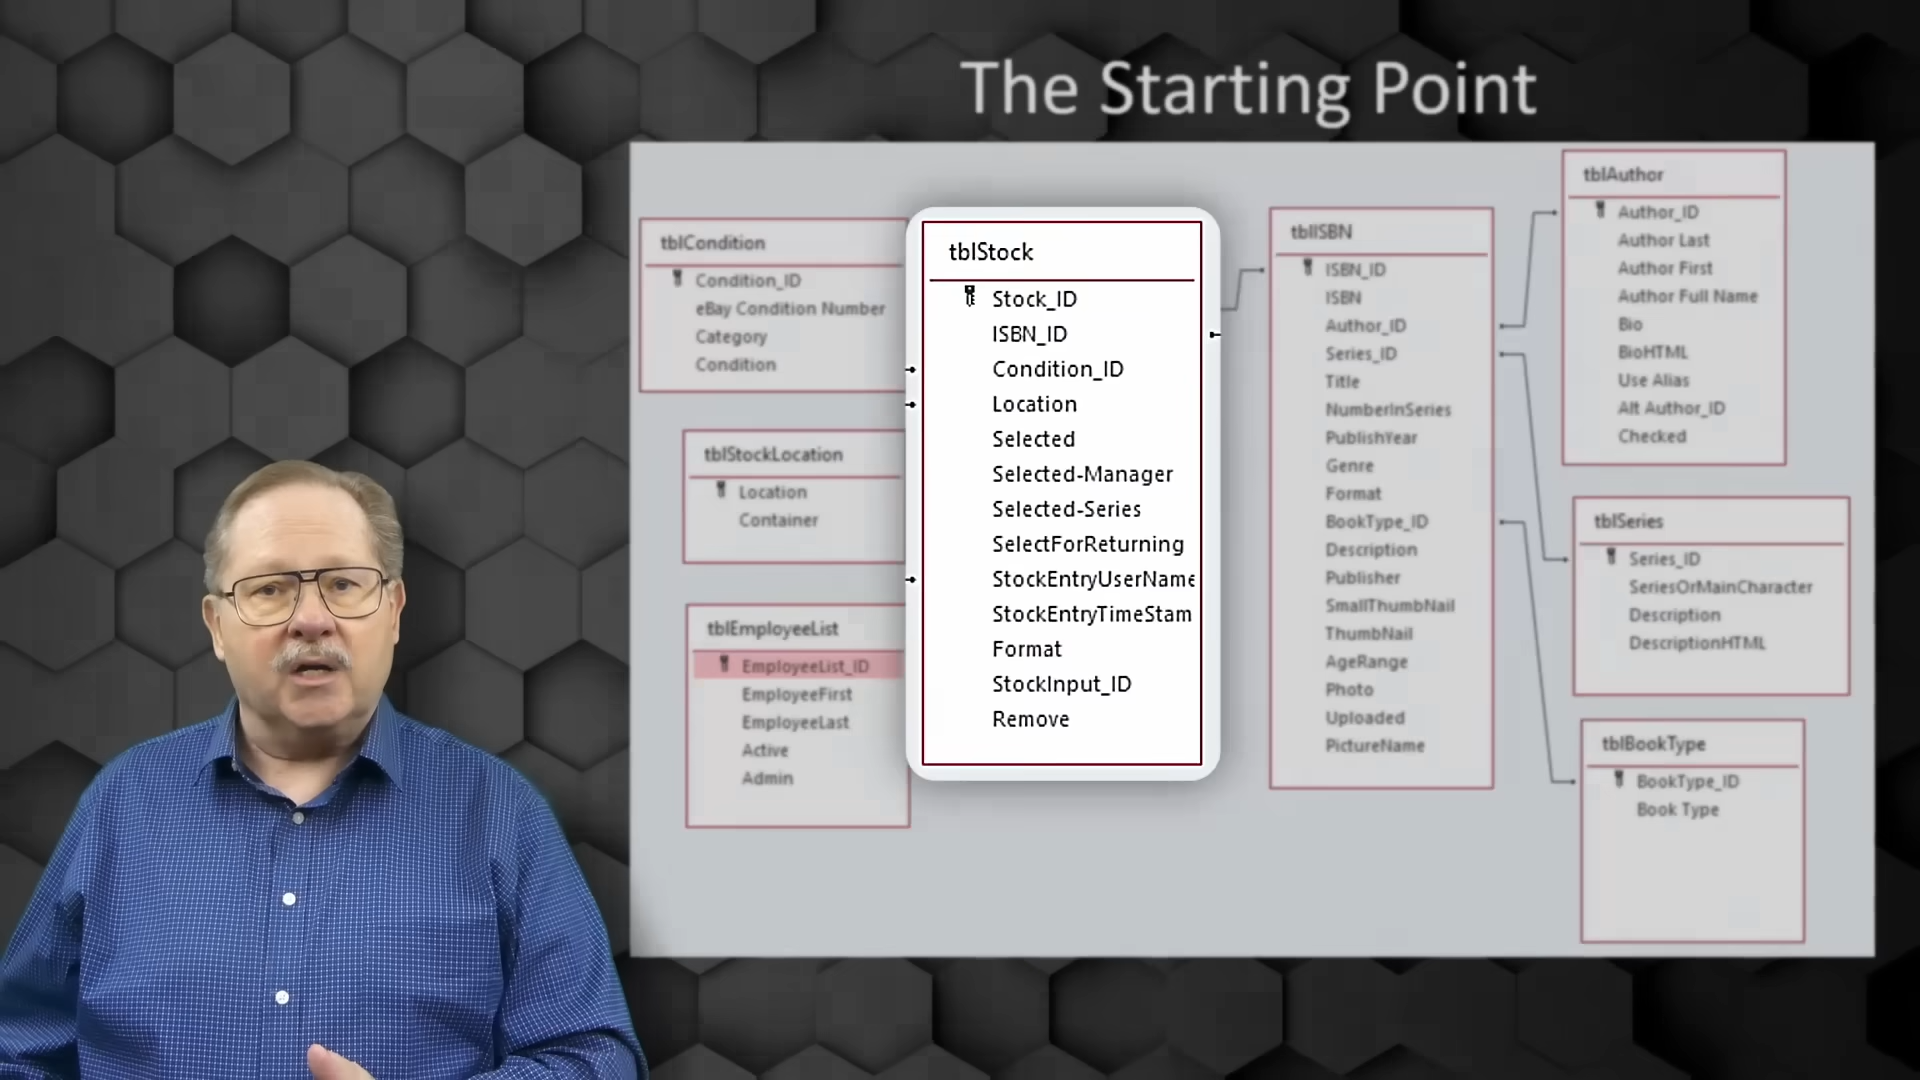 The Starting Point
tblCondition
Condition_ID
eBay Condition Number
Category
Condition
tblStockLocation
Location
Container
tblEmployeeList
EmployeeList_ID
EmployeeFirst
EmployeeLast
Active
Admin
tblStock
Stock_ID
ISBN_ID
Condition_ID
Location
Selected
Selected-Manager
Selected-Series
SelectForReturning
StockEntryUserName
StockEntryTimeStam
Format
StockInput_ID
Remove
tblISBN
ISBN_ID
ISBN
Author_ID
Series_ID
Title
NumberInSeries
PublishYear
Genre
Format
BookType_ID
Description
Publisher
SmallThumbNail
ThumbNail
AgeRange
Photo
Uploaded
PictureName
tblAuthor
Author_ID
Author Last
Author First
Author Full Name
Bio
BioHTML
Use Alias
Alt Author_ID
Checked
tblSeries
Series_ID
SeriesOrMainCharacter
Description
DescriptionHTML
tblBookType
BookType_ID
Book Type